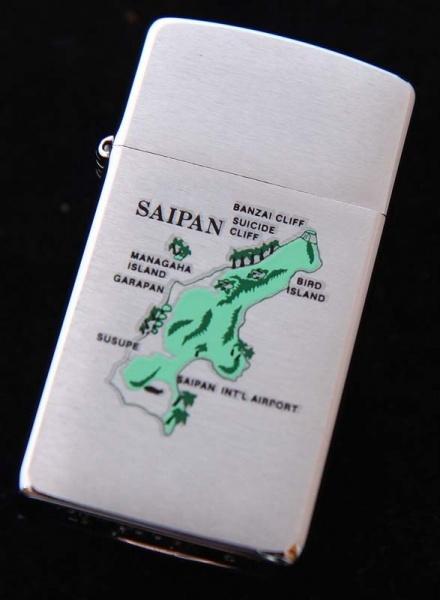 SAIPAN
BANZAI CLIFF
SUICIDE
CLIFF
MANAGAHA
ISLAND
GARAPAN
BIRD
ISLAND
SUSUPE
SAIPAN INT'L AIRPORT